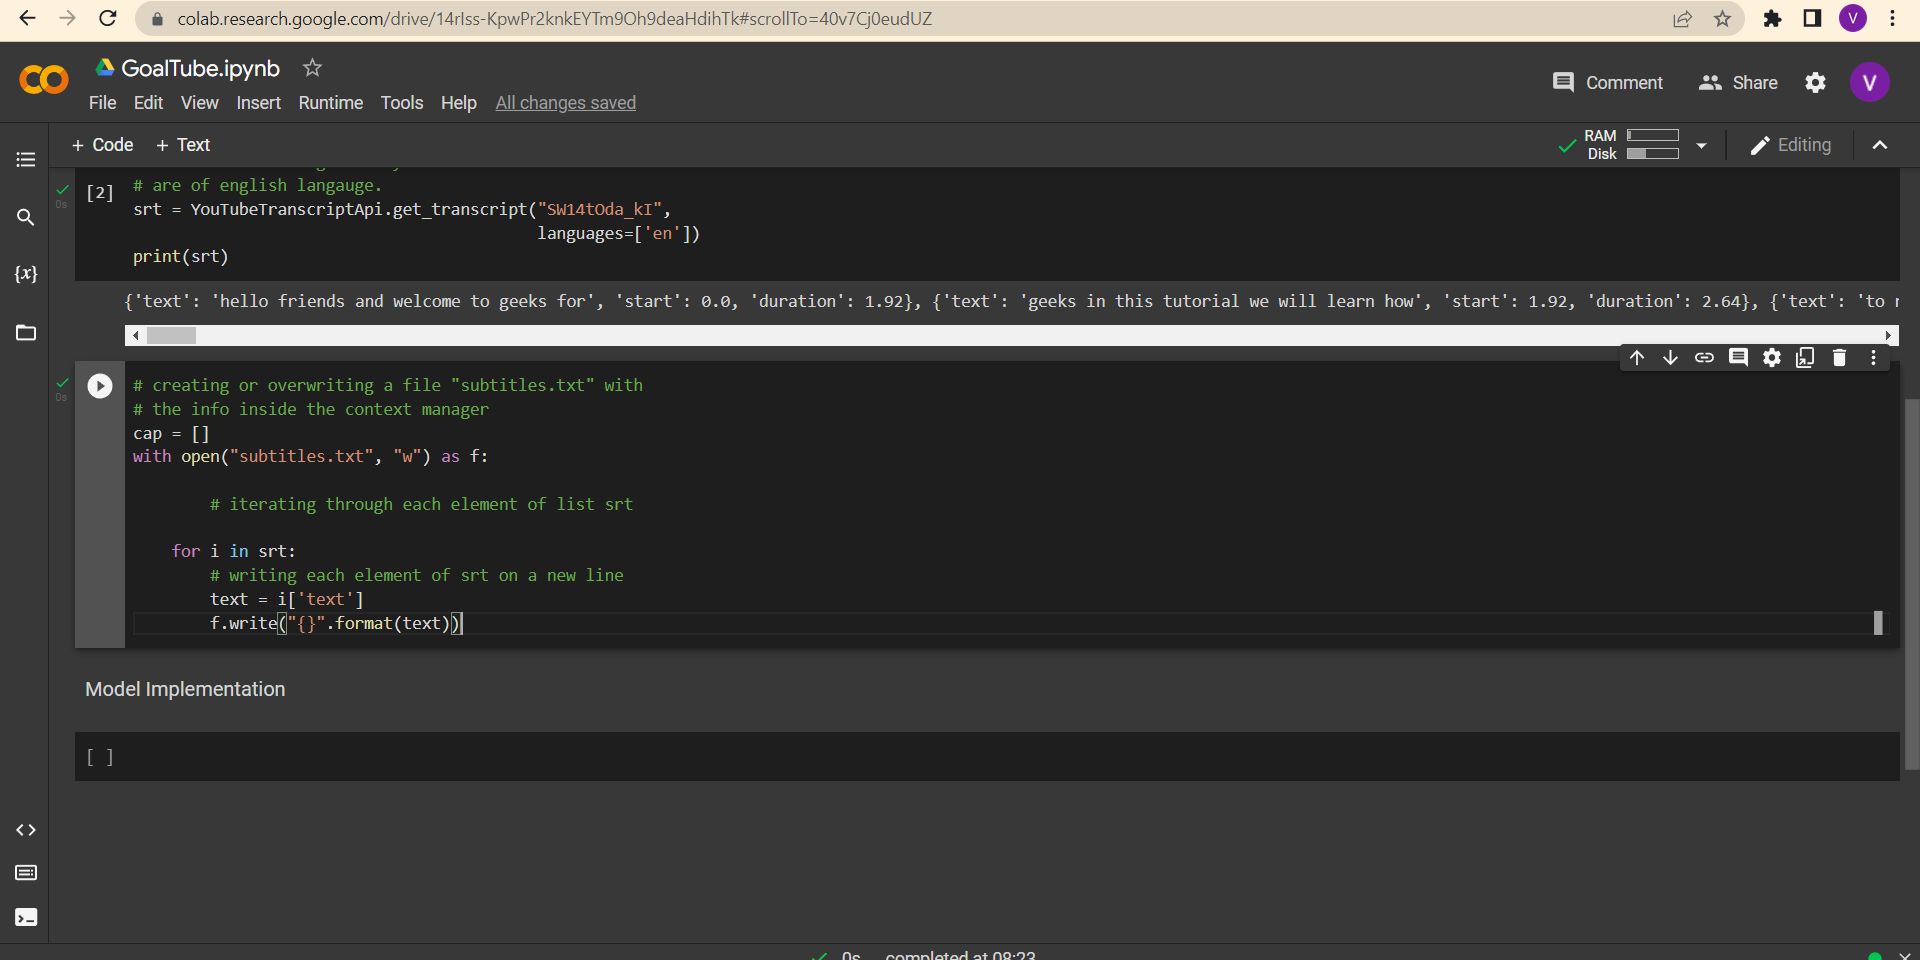 colab.research.google.com/drive/14rIss-KpwPr2knkEYTm9Oh9deaHdihTk#scrollTo=40v7Cj0eudUZ
V
GoalTube.ipynb
File Edit View Insert Runtime Tools Help All changes saved
Comment Share V
+ Code + Text
RAM
Disk
Editing
[2]
0s
# are of english langauge.
srt = YouTubeTranscriptApi.get_transcript("SW14tOda_kI",
languages=['en'])
print(srt)
{'text': 'hello friends and welcome to geeks for', 'start': 0.0, 'duration': 1.92}, {'text': 'geeks in this tutorial we will learn how', 'start': 1.92, 'duration': 2.64}, {'text': 'to
{x}
0s
# creating or overwriting a file "subtitles.txt" with
# the info inside the context manager
cap = []
with open("subtitles.txt", "w") as f:
# iterating through each element of list srt
for i in srt:
# writing each element of srt on a new line
text = i['text']
f.write("{}".format(text))
Model Implementation
[ ]
0s completed at 08:23